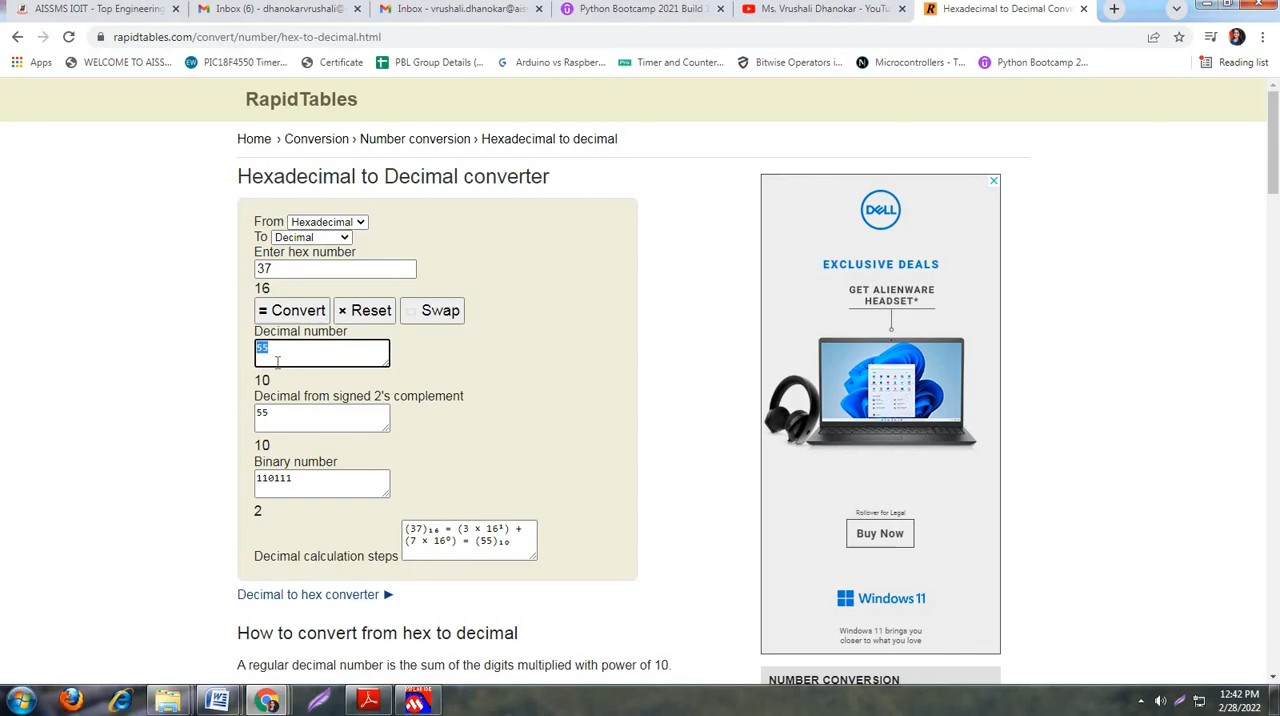 AISSMS IOIT - Top Engineering
Inbox (6) - dhanokarvrushali@
Inbox - vrushali.dhanokar@ais
Python Bootcamp 2021 Build 1
Ms. Vrushali Dhanokar - YouTu
Hexadecimal to Decimal Conver
rapidtables.com/convert/number/hex-to-decimal.html
Apps
WELCOME TO AISS...
PIC18F4550 Timer...
Certificate
PBL Group Details (...
Arduino vs Raspber...
Timer and Counter...
Bitwise Operators i...
Microcontrollers - T...
Python Bootcamp 2...
Reading list
RapidTables
Home › Conversion › Number conversion › Hexadecimal to decimal
Hexadecimal to Decimal converter
From Hexadecimal
To Decimal
Enter hex number
37
16
= Convert × Reset Swap
Decimal number
55
10
Decimal from signed 2's complement
55
10
Binary number
110111
2
(37)₁₆ = (3 × 16¹) +
(7 × 16⁰) = (55)₁₀
Decimal calculation steps
Decimal to hex converter ►
How to convert from hex to decimal
A regular decimal number is the sum of the digits multiplied with power of 10.
DELL
EXCLUSIVE DEALS
GET ALIENWARE
HEADSET*
Rollover for Legal
Buy Now
Windows 11
Windows 11 brings you
closer to what you love
NUMBER CONVERSION
12:42 PM
2/28/2022